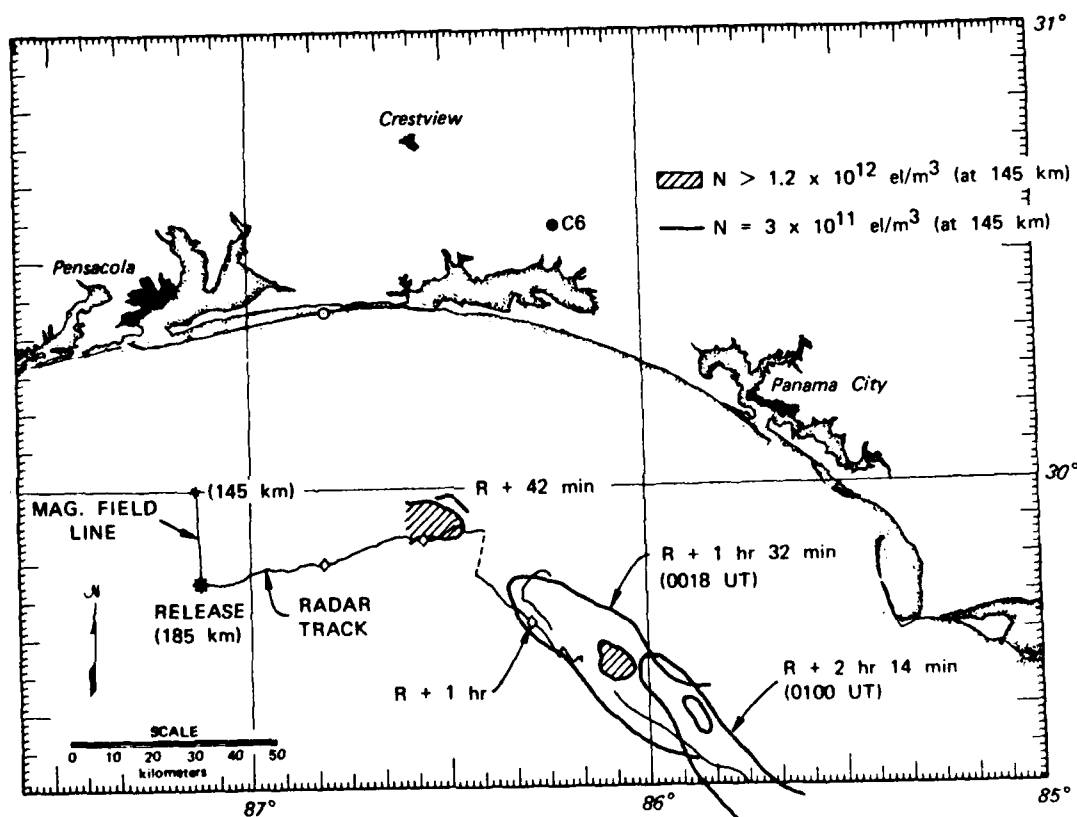 31°
Crestview
N > 1.2 x 10^12 el/m^3 (at 145 km)
C6
N = 3 x 10^11 el/m^3 (at 145 km)
Pensacola
Panama City
30°
(145 km)
R + 42 min
MAG. FIELD
LINE
R + 1 hr 32 min
(0018 UT)
N
RELEASE
(185 km)
RADAR
TRACK
R + 1 hr
R + 2 hr 14 min
(0100 UT)
SCALE
0 10 20 30 40 50
kilometers
87°
86°
85°